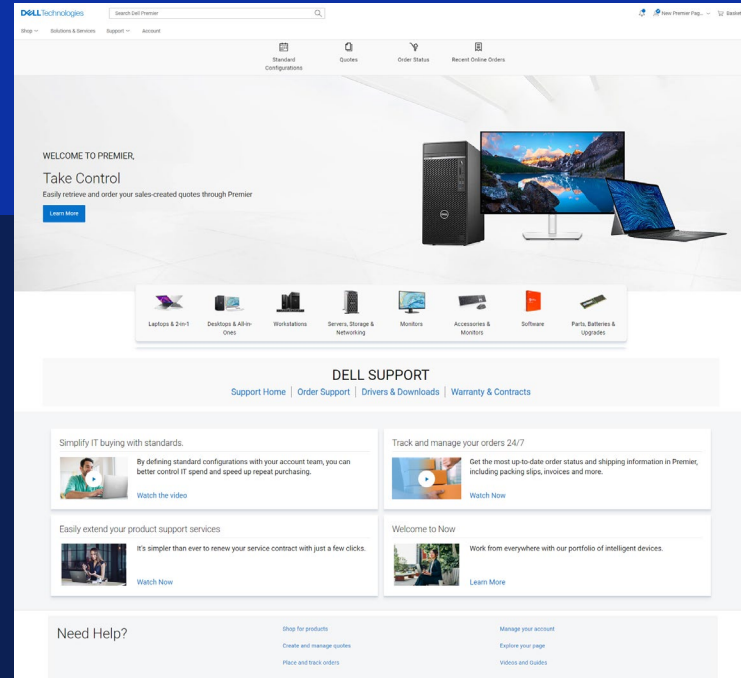 DELLTechnologies
Search Dell Premier
New Premier Pag...
Basket
Shop
Solutions & Services
Support
Account
Standard
Configurations
Quotes
Order Status
Recent Online Orders
WELCOME TO PREMIER,
Take Control
Easily retrieve and order your sales-created quotes through Premier
Learn More
Laptops & 2-in-1
Desktops & All-in-
Ones
Workstations
Servers, Storage &
Networking
Monitors
Accessories &
Monitors
Software
Parts, Batteries &
Upgrades
DELL SUPPORT
Support Home | Order Support | Drivers & Downloads | Warranty & Contracts
Simplify IT buying with standards.
By defining standard configurations with your account team, you can
better control IT spend and speed up repeat purchasing.
Watch the video
Track and manage your orders 24/7
Get the most up-to-date order status and shipping information in Premier,
including packing slips, invoices and more.
Watch Now
Easily extend your product support services
It's simpler than ever to renew your service contract with just a few clicks.
Watch Now
Welcome to Now
Work from everywhere with our portfolio of intelligent devices.
Learn More
Need Help?
Shop for products
Create and manage quotes
Place and track orders
Manage your account
Explore your page
Videos and Guides